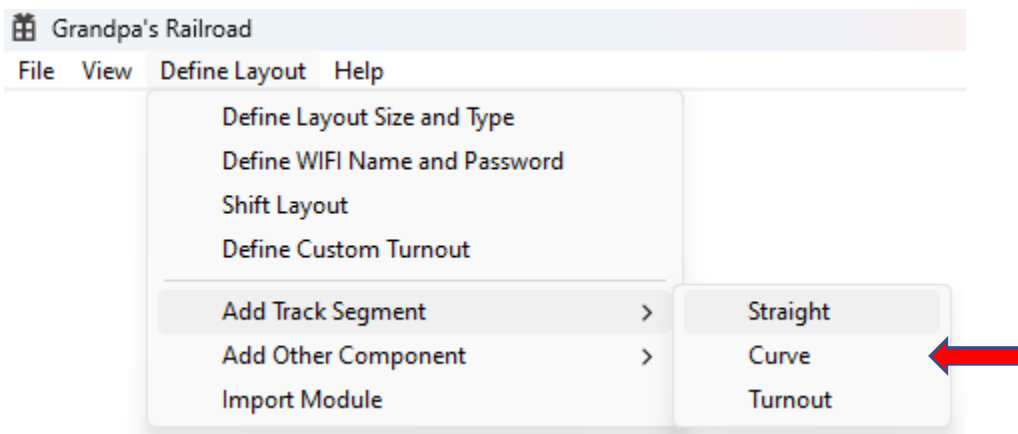 Grandpa's Railroad
File View Define Layout Help
Define Layout Size and Type
Define WIFI Name and Password
Shift Layout
Define Custom Turnout
Add Track Segment > Straight
Add Other Component > Curve
Import Module Turnout